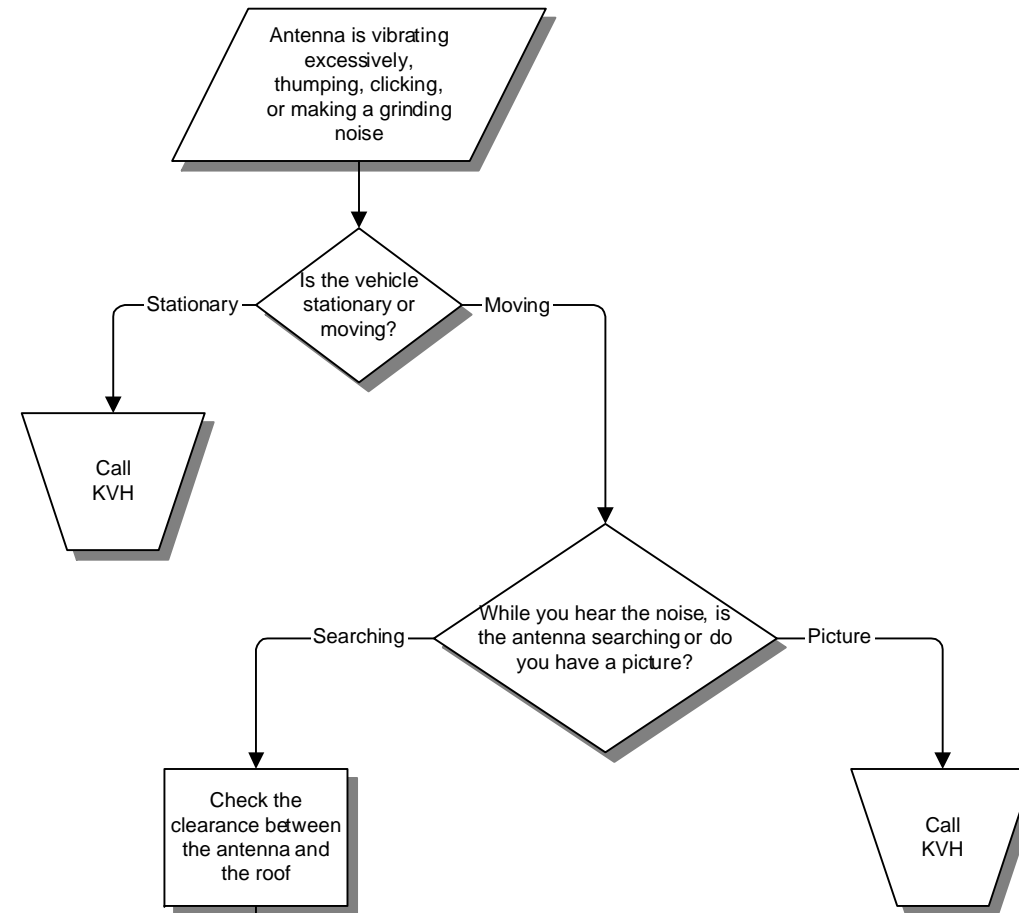 Antenna is vibrating
excessively,
thumping, clicking,
or making a grinding
noise
Is the vehicle
stationary or
moving?
Stationary
Moving
Call
KVH
While you hear the noise, is
the antenna searching or do
you have a picture?
Searching
Picture
Check the
clearance between
the antenna and
the roof
Call
KVH